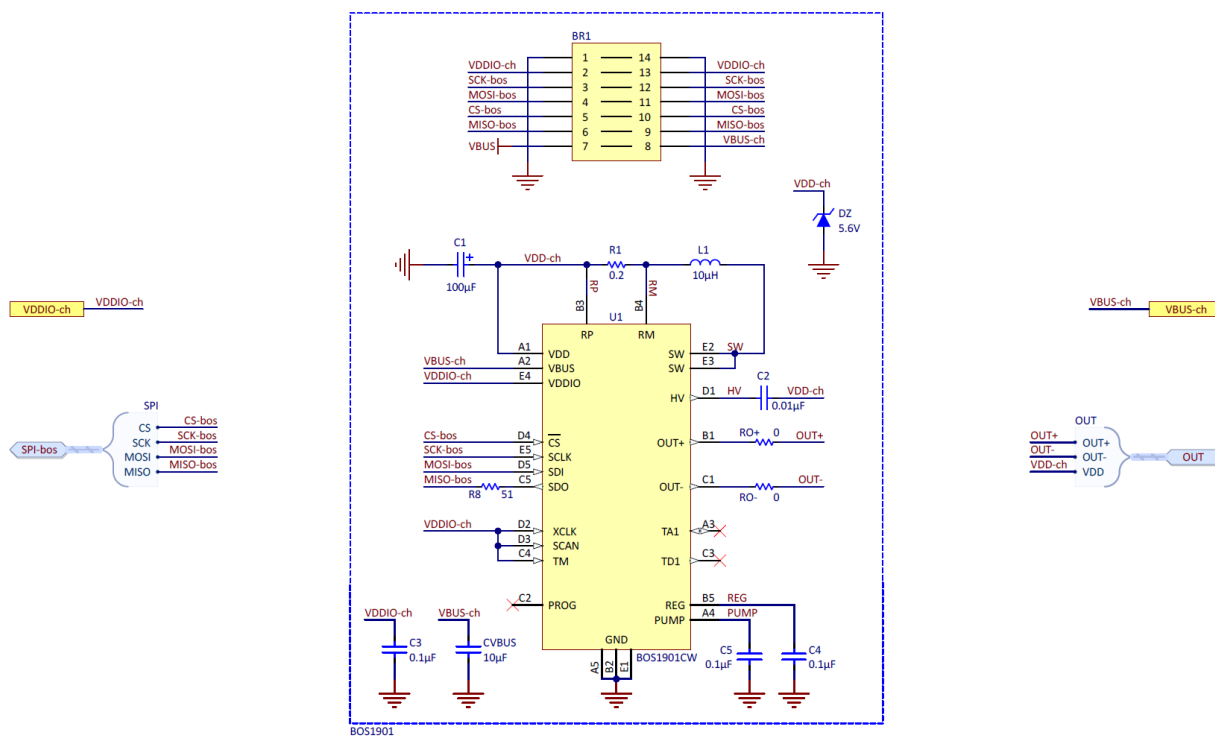 BR1
1 14
VDDIO-ch 2 13 VDDIO-ch
SCK-bos 3 12 SCK-bos
MOSI-bos 4 11 MOSI-bos
CS-bos 5 10 CS-bos
MISO-bos 6 9 MISO-bos
VBUS 7 8 VBUS-ch
VDD-ch
DZ
5.6V
C1
+
100µF
VDD-ch
R1
0.2
L1
10µH
RP
B3
RM
B4
U1
RP
RM
VDDIO-ch
VDDIO-ch
VBUS-ch
VBUS-ch
A1 VDD
VBUS-ch A2 VBUS
VDDIO-ch E4 VDDIO
SW E2 SW
SW E3
HV D1 HV
C2
0.01µF
VDD-ch
SPI
CS CS-bos
SCK SCK-bos
MOSI MOSI-bos
MISO MISO-bos
SPI-bos
CS-bos D4 CS
SCK-bos E5 SCLK
MOSI-bos D5 SDI
MISO-bos C5 SDO
R8 51
OUT+ B1 RO+ 0 OUT+
OUT- C1 OUT-
RO- 0
OUT
OUT+ OUT+
OUT- OUT-
VDD-ch VDD
OUT
VDDIO-ch D2 XCLK
D3 SCAN
C4 TM
TA1 A3
TD1 C3
C2 PROG
REG B5 REG
PUMP A4 PUMP
VDDIO-ch
C3
0.1µF
VBUS-ch
CVBUS
10µF
GND
A5
B2
E1
BOS1901CW
C5
0.1µF
C4
0.1µF
BOS1901